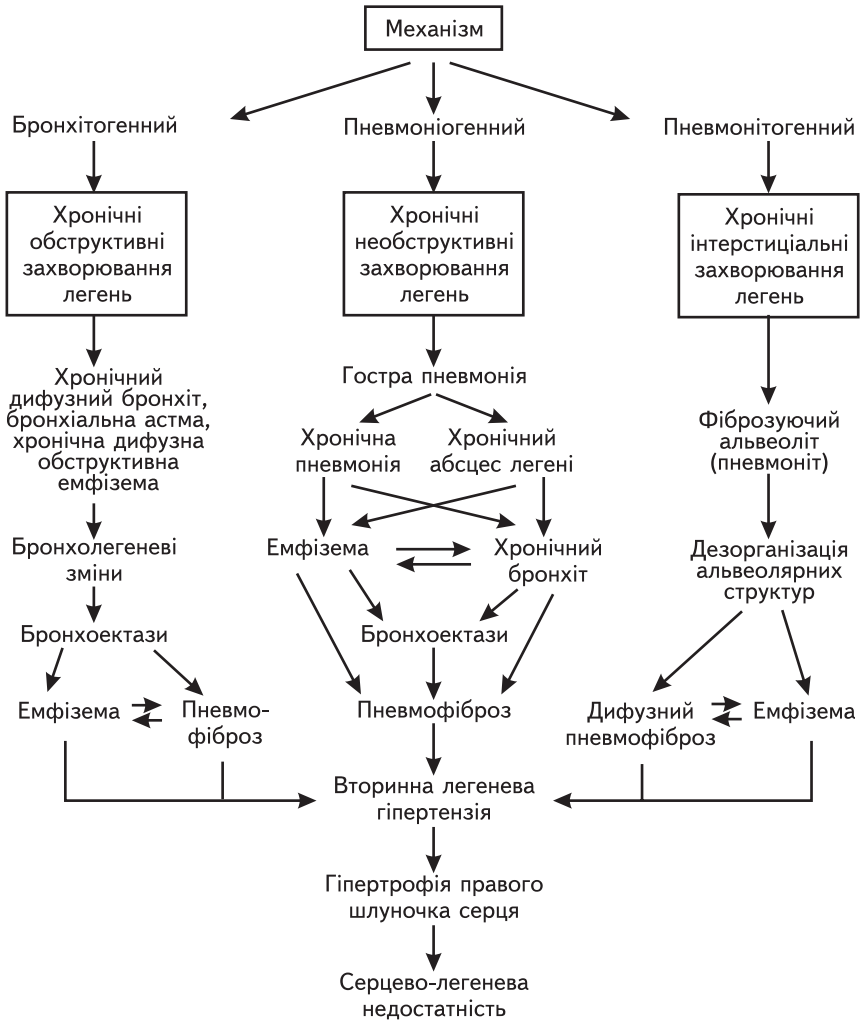 Механізм
Бронхітогенний
Пневмоніогенний
Пневмонітогенний
Хронічні
обструктивні
захворювання
легень
Хронічні
необструктивні
захворювання
легень
Хронічні
інтерстиціальні
захворювання
легень
Хронічний
дифузний бронхіт,
бронхіальна астма,
хронічна дифузна
обструктивна
емфізема
Гостра пневмонія
Хронічна
пневмонія
Хронічний
абсцес легені
Фіброзуючий
альвеоліт
(пневмоніт)
Бронхолегеневі
зміни
Емфізема
Хронічний
бронхіт
Дезорганізація
альвеолярних
структур
Бронхоектази
Бронхоектази
Емфізема
Пневмо-
фіброз
Пневмофіброз
Дифузний
пневмофіброз
Емфізема
Вторинна легенева
гіпертензія
Гіпертрофія правого
шлуночка серця
Серцево-легенева
недостатність